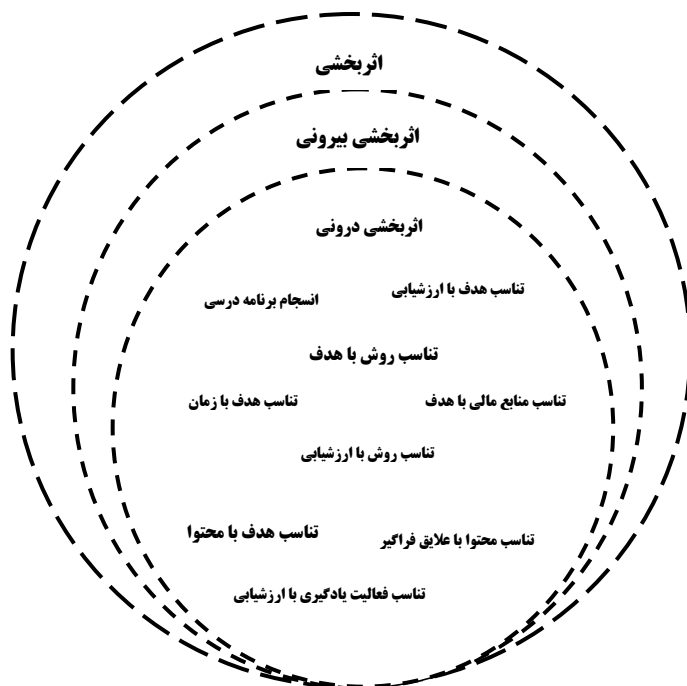 اثربخشی
اثربخشی بیرونی
اثربخشی درونی
تناسب هدف با ارزشیابی
انسجام برنامه درسی
تناسب روش با هدف
تناسب منابع مالی با هدف
تناسب هدف با زمان
تناسب روش با ارزشیابی
تناسب هدف با محتوا
تناسب محتوا با علایق فراگیر
تناسب فعالیت یادگیری با ارزشیابی